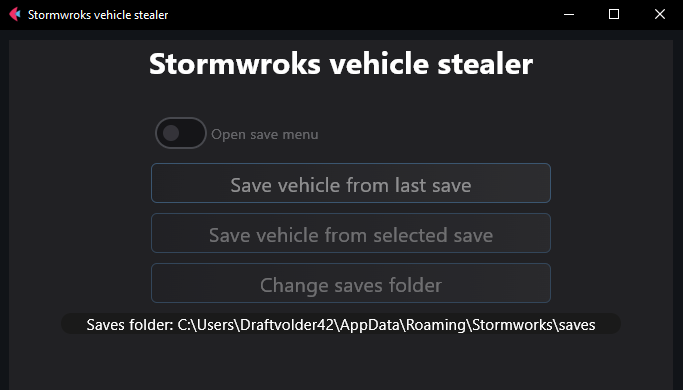 Stormwroks vehicle stealer
Stormwroks vehicle stealer
Open save menu
Save vehicle from last save
Save vehicle from selected save
Change saves folder
Saves folder: C:\Users\Draftvolder42\AppData\Roaming\Stormworks\saves